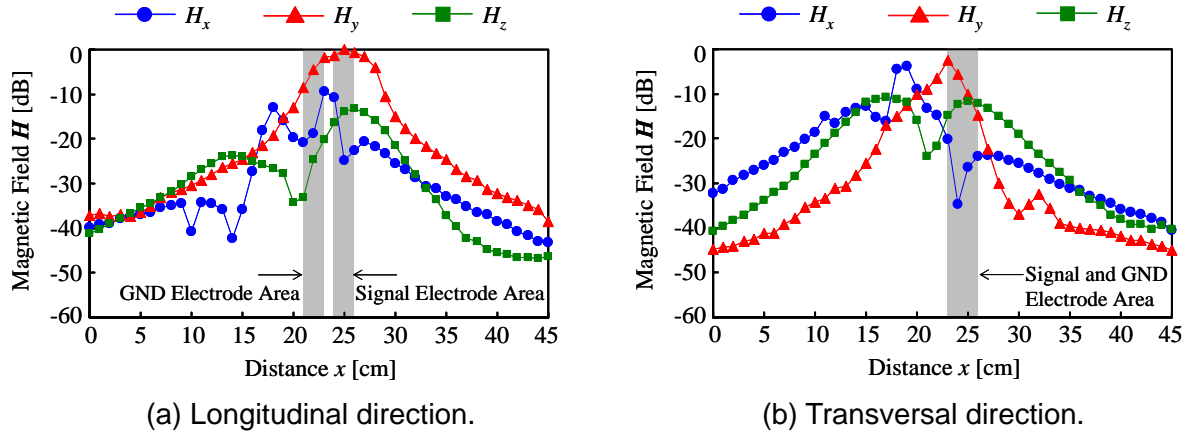 Hx Hy Hz
Magnetic Field H [dB]
0
-10
-20
-30
-40
-50
-60
GND Electrode Area
Signal Electrode Area
0 5 10 15 20 25 30 35 40 45
Distance x [cm]
(a) Longitudinal direction.
Hx Hy Hz
Magnetic Field H [dB]
0
-10
-20
-30
-40
-50
-60
Signal and GND
Electrode Area
0 5 10 15 20 25 30 35 40 45
Distance x [cm]
(b) Transversal direction.